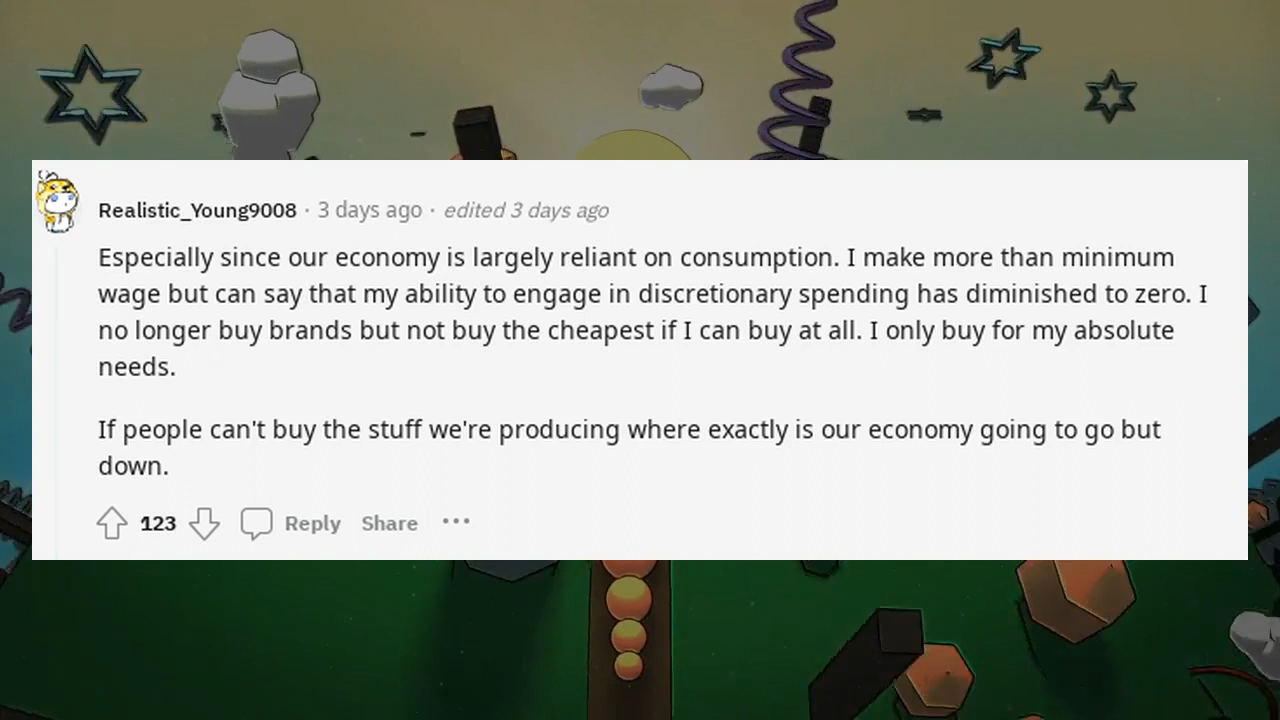 Realistic_Young9008 · 3 days ago · edited 3 days ago
Especially since our economy is largely reliant on consumption. I make more than minimum
wage but can say that my ability to engage in discretionary spending has diminished to zero. I
no longer buy brands but not buy the cheapest if I can buy at all. I only buy for my absolute
needs.
If people can't buy the stuff we're producing where exactly is our economy going to go but
down.
123 Reply Share ···